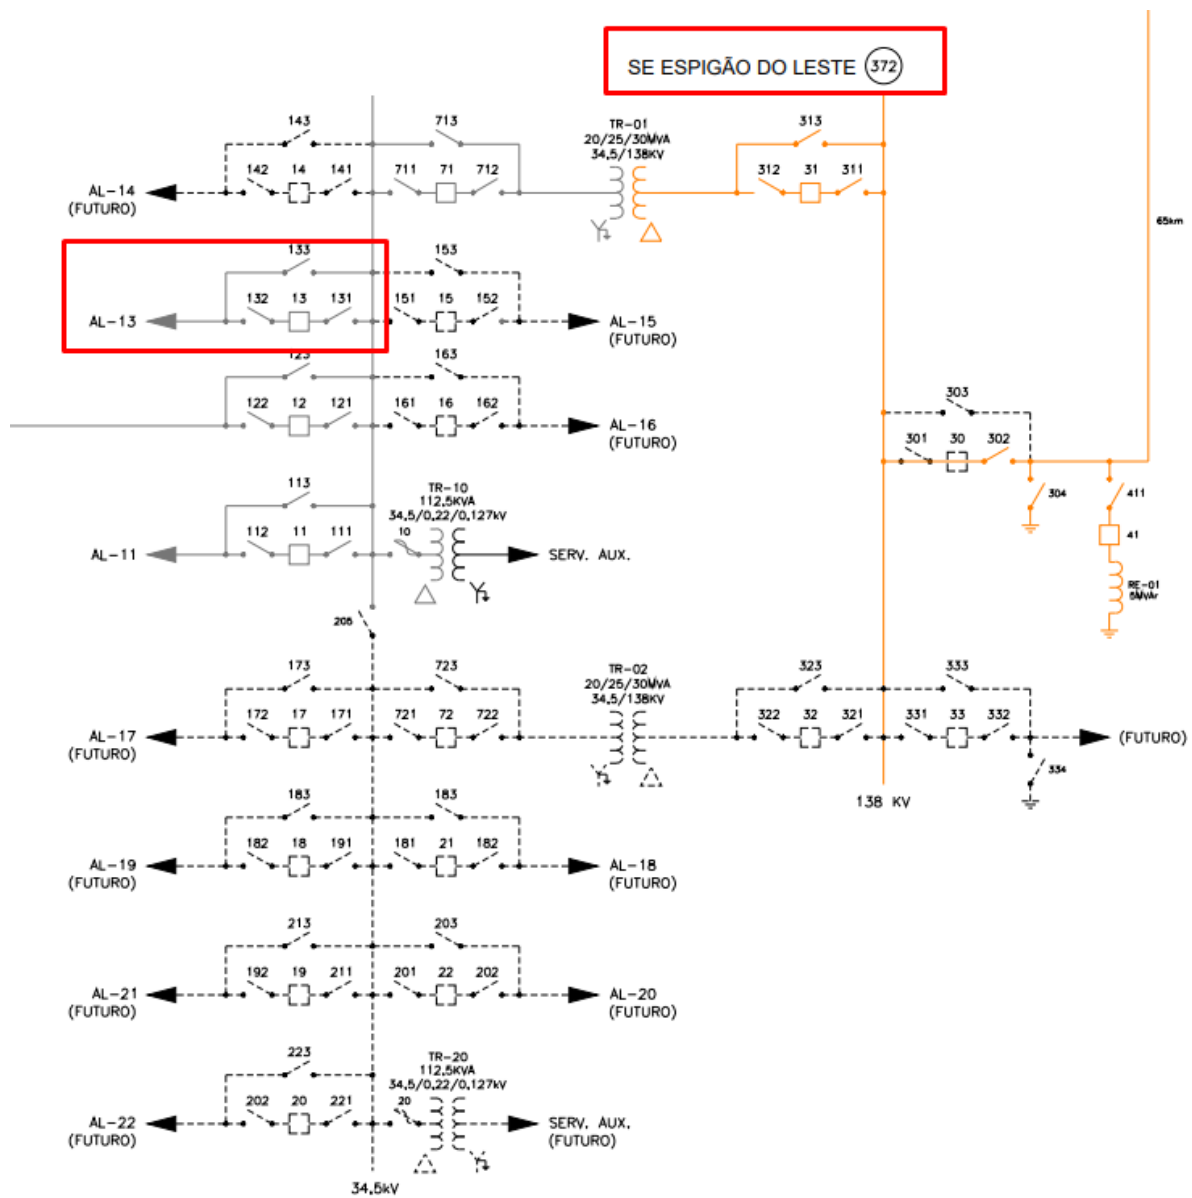 SE ESPIGÃO DO LESTE 372
143 713 TR-01 313
20/25/30MVA
34,5/138KV
142 14 141 711 71 712 312 31 311
AL-14
(FUTURO)
65km
133 153
132 13 131 151 15 152
AL-13 AL-15
(FUTURO)
123 163
122 12 121 161 16 162
AL-16
(FUTURO)
303
301 30 302
304 411
41
RE-01
5MVAr
113 TR-10
112,5KVA
34,5/0,22/0,127kV
112 11 111 10
AL-11 SERV. AUX.
205
173 723 TR-02 323 333
20/25/30MVA
34,5/138KV
172 17 171 721 72 722 322 32 321 331 33 332
AL-17
(FUTURO)
(FUTURO)
334
138 KV
183 183
182 18 191 181 21 182
AL-19 AL-18
(FUTURO) (FUTURO)
213 203
192 19 211 201 22 202
AL-21 AL-20
(FUTURO) (FUTURO)
223 TR-20
112,5KVA
34,5/0,22/0,127kV
202 20 221 20
AL-22 SERV. AUX.
(FUTURO) (FUTURO)
34,5kV